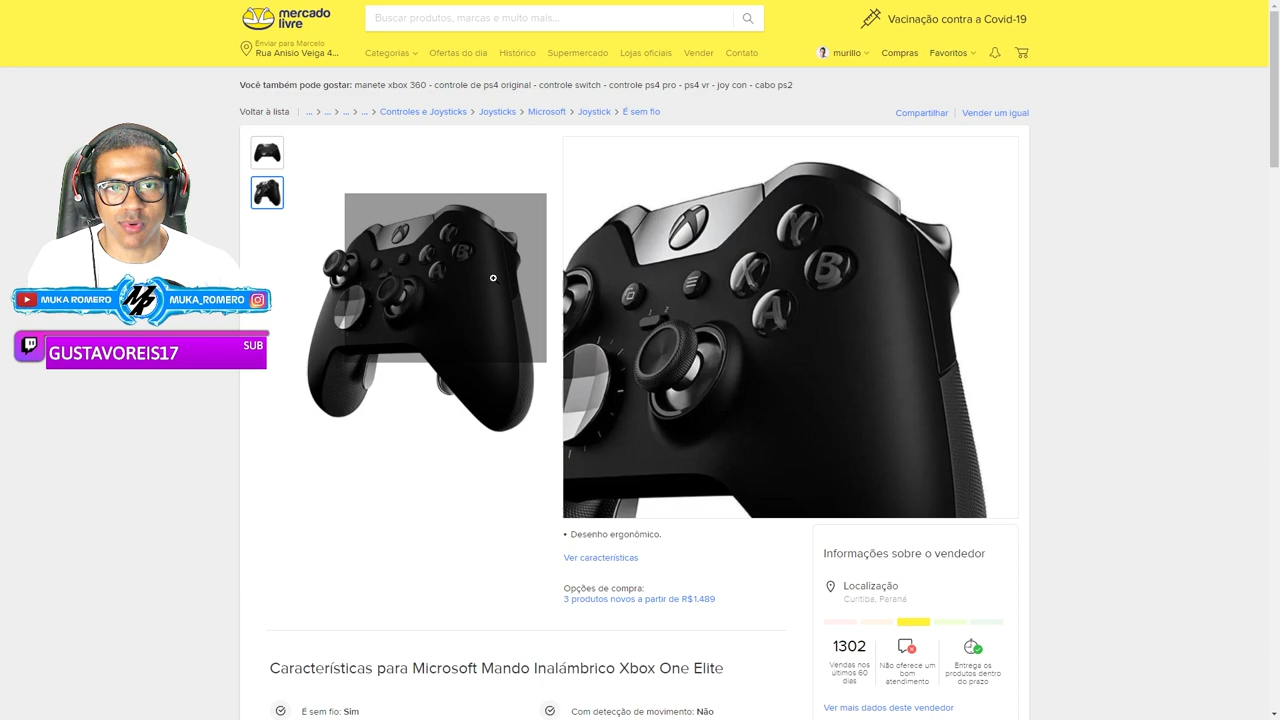 mercado
livre
Buscar produtos, marcas e muito mais...
Vacinação contra a Covid-19
Enviar para Marcelo
Rua Anisio Veiga 4...
Categorias
Ofertas do dia
Histórico
Supermercado
Lojas oficiais
Vender
Contato
murillo
Compras
Favoritos
Você também pode gostar: manete xbox 360 - controle de ps4 original - controle switch - controle ps4 pro - ps4 vr - joy con - cabo ps2
Voltar à lista | ... > ... > ... > ... > Controles e Joysticks > Joysticks > Microsoft > Joystick > É sem fio
Compartilhar | Vender um igual
Y
X
B
A
Y
X
B
A
MUKA ROMERO
MUKA_ROMERO
GUSTAVOREIS17
SUB
• Desenho ergonômico.
Ver características
Opções de compra:
3 produtos novos a partir de R$1.489
Informações sobre o vendedor
Localização
Curitiba, Paraná
1302
Vendas nos últimos 60 dias
Não oferece um bom atendimento
Entrega os produtos dentro do prazo
Ver mais dados deste vendedor
Características para Microsoft Mando Inalámbrico Xbox One Elite
É sem fio: Sim
Com detecção de movimento: Não